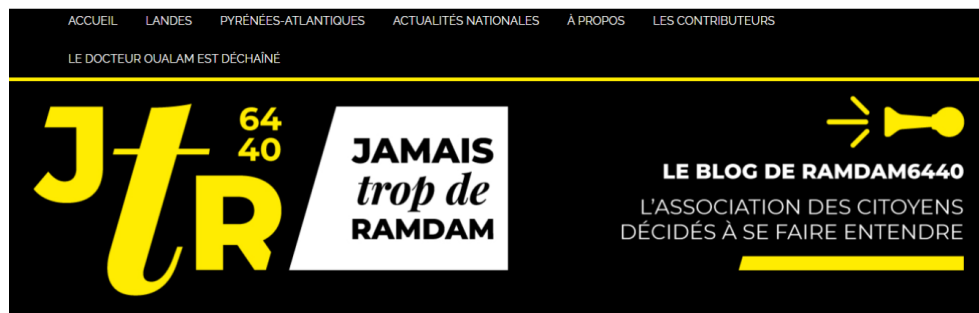 ACCUEIL LANDES PYRÉNÉES-ATLANTIQUES ACTUALITÉS NATIONALES À PROPOS LES CONTRIBUTEURS
LE DOCTEUR OUALAM EST DÉCHAÎNÉ
JtR
64
40
JAMAIS
trop de
RAMDAM
LE BLOG DE RAMDAM6440
L'ASSOCIATION DES CITOYENS
DÉCIDÉS À SE FAIRE ENTENDRE